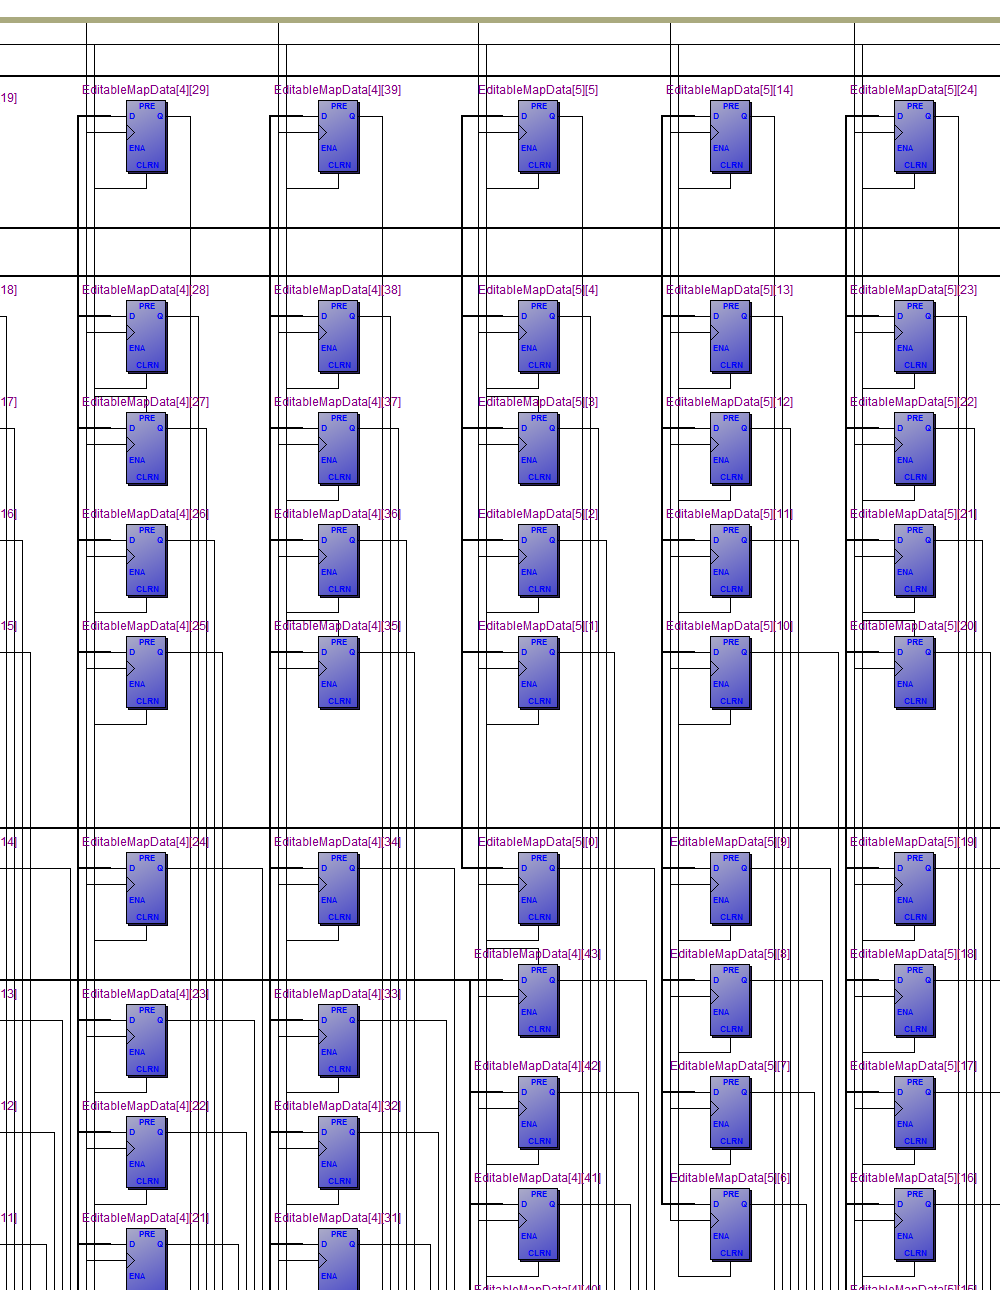 19]
EditableMapData[4][29]
EditableMapData[4][39]
EditableMapData[5][5]
EditableMapData[5][14]
EditableMapData[5][24]
PRE PRE PRE PRE PRE
D Q D Q D Q D Q D Q
ENA ENA ENA ENA ENA
CLRN CLRN CLRN CLRN CLRN
18]
EditableMapData[4][28]
EditableMapData[4][38]
EditableMapData[5][4]
EditableMapData[5][13]
EditableMapData[5][23]
PRE PRE PRE PRE PRE
D Q D Q D Q D Q D Q
ENA ENA ENA ENA ENA
CLRN CLRN CLRN CLRN CLRN
17]
EditableMapData[4][27]
EditableMapData[4][37]
EditableMapData[5][3]
EditableMapData[5][12]
EditableMapData[5][22]
PRE PRE PRE PRE PRE
D Q D Q D Q D Q D Q
ENA ENA ENA ENA ENA
CLRN CLRN CLRN CLRN CLRN
16]
EditableMapData[4][26]
EditableMapData[4][36]
EditableMapData[5][2]
EditableMapData[5][11]
EditableMapData[5][21]
PRE PRE PRE PRE PRE
D Q D Q D Q D Q D Q
ENA ENA ENA ENA ENA
CLRN CLRN CLRN CLRN CLRN
15]
EditableMapData[4][25]
EditableMapData[4][35]
EditableMapData[5][1]
EditableMapData[5][10]
EditableMapData[5][20]
PRE PRE PRE PRE PRE
D Q D Q D Q D Q D Q
ENA ENA ENA ENA ENA
CLRN CLRN CLRN CLRN CLRN
14]
EditableMapData[4][24]
EditableMapData[4][34]
EditableMapData[5][0]
EditableMapData[5][9]
EditableMapData[5][19]
PRE PRE PRE PRE PRE
D Q D Q D Q D Q D Q
ENA ENA ENA ENA ENA
CLRN CLRN CLRN CLRN CLRN
EditableMapData[4][43]
EditableMapData[5][8]
EditableMapData[5][18]
PRE PRE PRE
D Q D Q D Q
ENA ENA ENA
CLRN CLRN CLRN
13]
EditableMapData[4][23]
EditableMapData[4][33]
PRE PRE
D Q D Q
ENA ENA
CLRN CLRN
EditableMapData[4][42]
EditableMapData[5][7]
EditableMapData[5][17]
PRE PRE PRE
D Q D Q D Q
ENA ENA ENA
CLRN CLRN CLRN
12]
EditableMapData[4][22]
EditableMapData[4][32]
PRE PRE
D Q D Q
ENA ENA
CLRN CLRN
EditableMapData[4][41]
EditableMapData[5][6]
EditableMapData[5][16]
PRE PRE PRE
D Q D Q D Q
ENA ENA ENA
CLRN CLRN CLRN
11]
EditableMapData[4][21]
EditableMapData[4][31]
PRE PRE
D Q D Q
ENA ENA
EditableMapData[4][40]
EditableMapData[5][15]